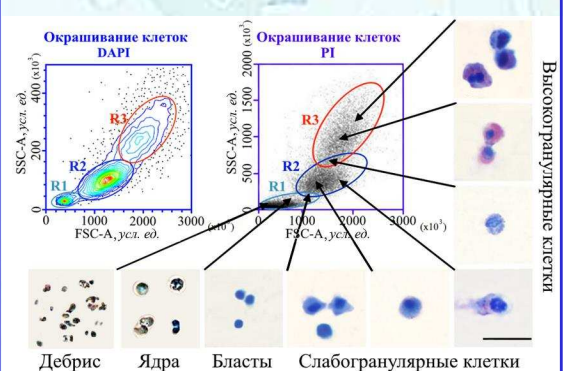 Окрашивание клеток
DAPI
Окрашивание клеток
PI
SSC-A, усл. ед. (x10³)
400
200
0
R3
R2
R1
0 1000 2000 3000
FSC-A, усл. ед.
SSC-A, усл. ед. (x10³)
2000
1500
1000
500
0
R3
R2
R1
0 1000 2000 3000 (x10³)
FSC-A, усл. ед.
Высокогранулярные клетки
Дебрис Ядра Бласты Слабогранулярные клетки